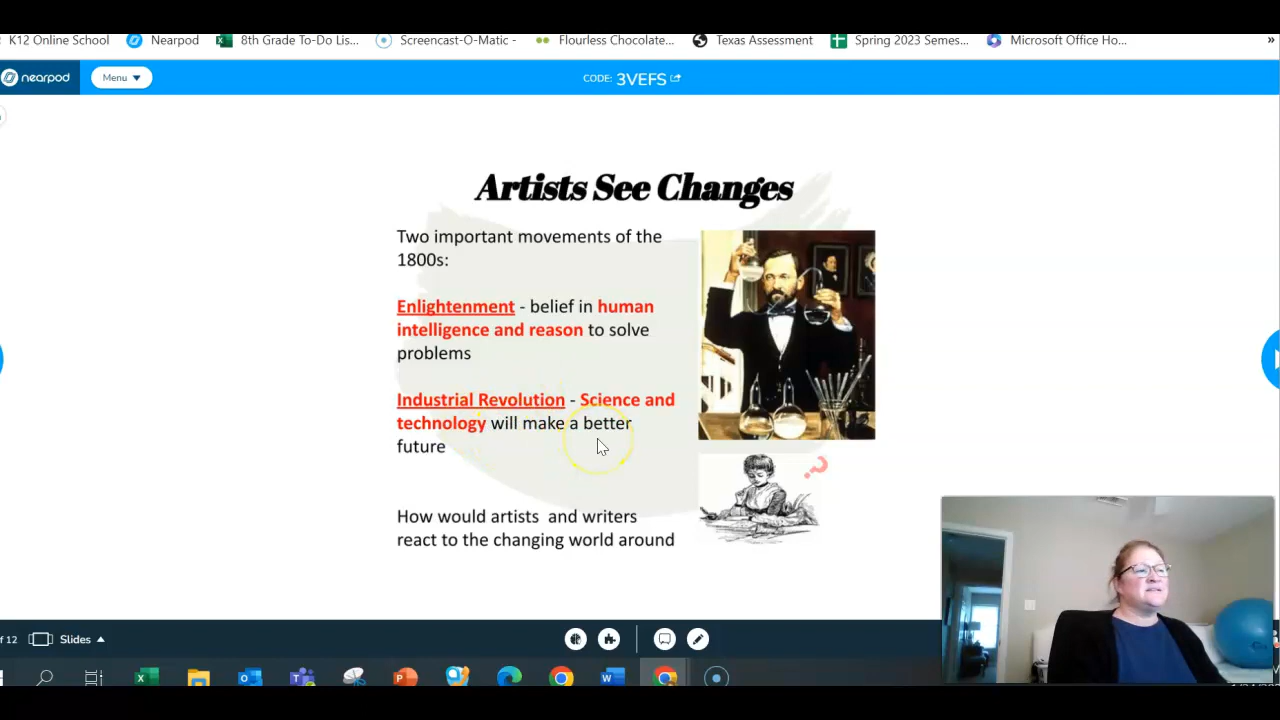 K12 Online School Nearpod 8th Grade To-Do Lis... Screencast-O-Matic - Flourless Chocolate... Texas Assessment Spring 2023 Semes... Microsoft Office Ho... »
nearpod Menu CODE: 3VEFS
Artists See Changes
Two important movements of the
1800s:
Enlightenment - belief in human
intelligence and reason to solve
problems
Industrial Revolution - Science and
technology will make a better
future
?
How would artists and writers
react to the changing world around
of 12 Slides